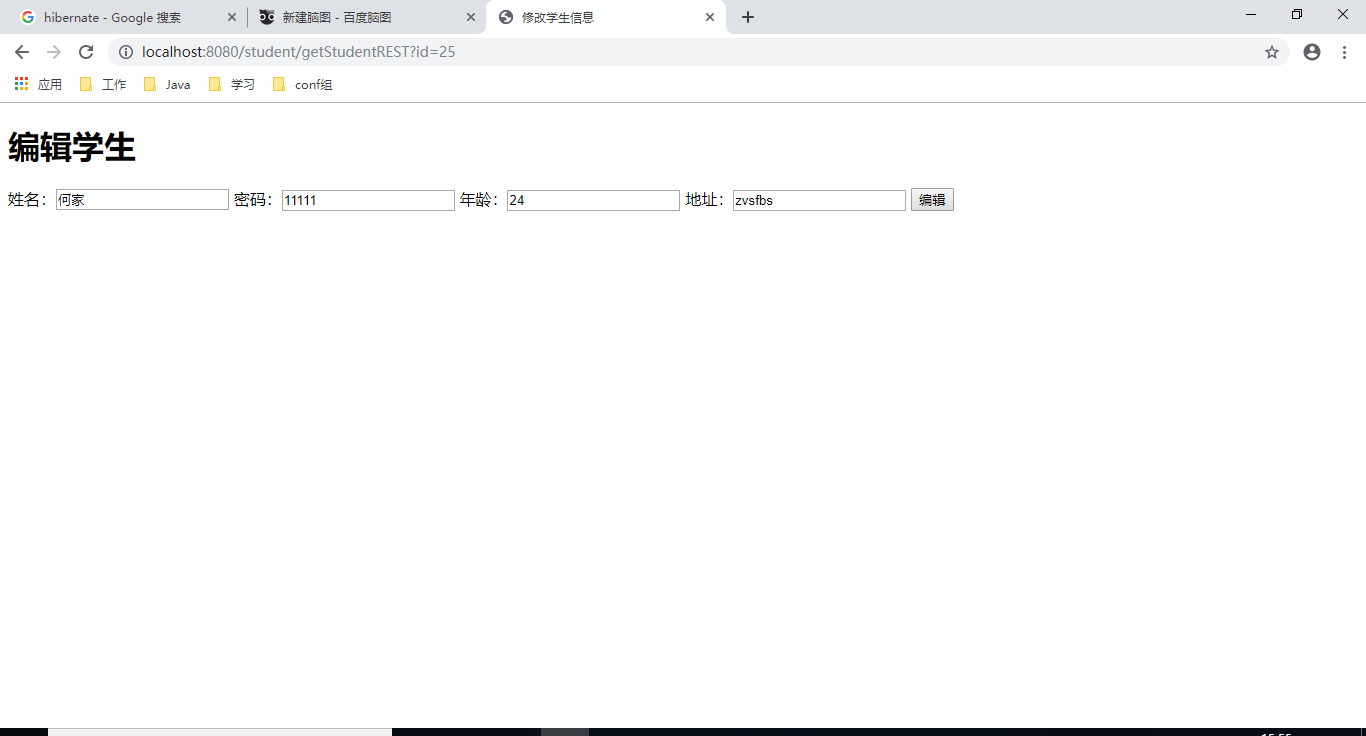 hibernate - Google 搜索
新建脑图 - 百度脑图
修改学生信息
localhost:8080/student/getStudentREST?id=25
应用 工作 Java 学习 conf组
编辑学生
姓名：何家 密码：11111 年龄：24 地址：zvsfbs 编辑